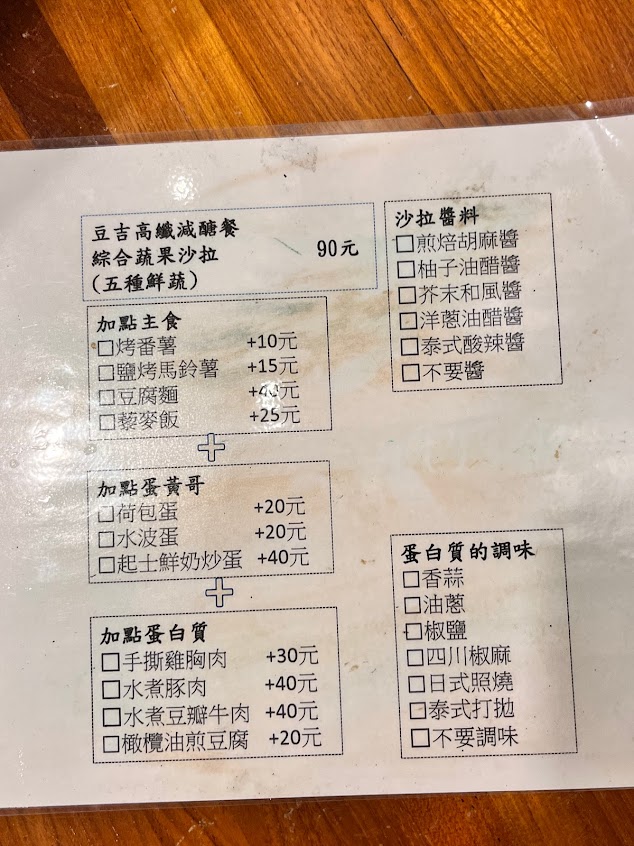 豆吉高纖減醣餐
綜合蔬果沙拉 90元
(五種鮮蔬)
加點主食
□烤番薯 +10元
□鹽烤馬鈴薯 +15元
□豆腐麵 元
□藜麥飯 +25元
+
加點蛋黃哥
□荷包蛋 +20元
□水波蛋 +20元
□起士鮮奶炒蛋 +40元
+
加點蛋白質
□手撕雞胸肉 +30元
□水煮豚肉 +40元
□水煮豆瓣牛肉 +40元
□橄欖油煎豆腐 +20元
沙拉醬料
□煎焙胡麻醬
□柚子油醋醬
□芥末和風醬
□洋蔥油醋醬
□泰式酸辣醬
□不要醬
蛋白質的調味
□香蒜
□油蔥
□椒鹽
□四川椒麻
□日式照燒
□泰式打拋
□不要調味